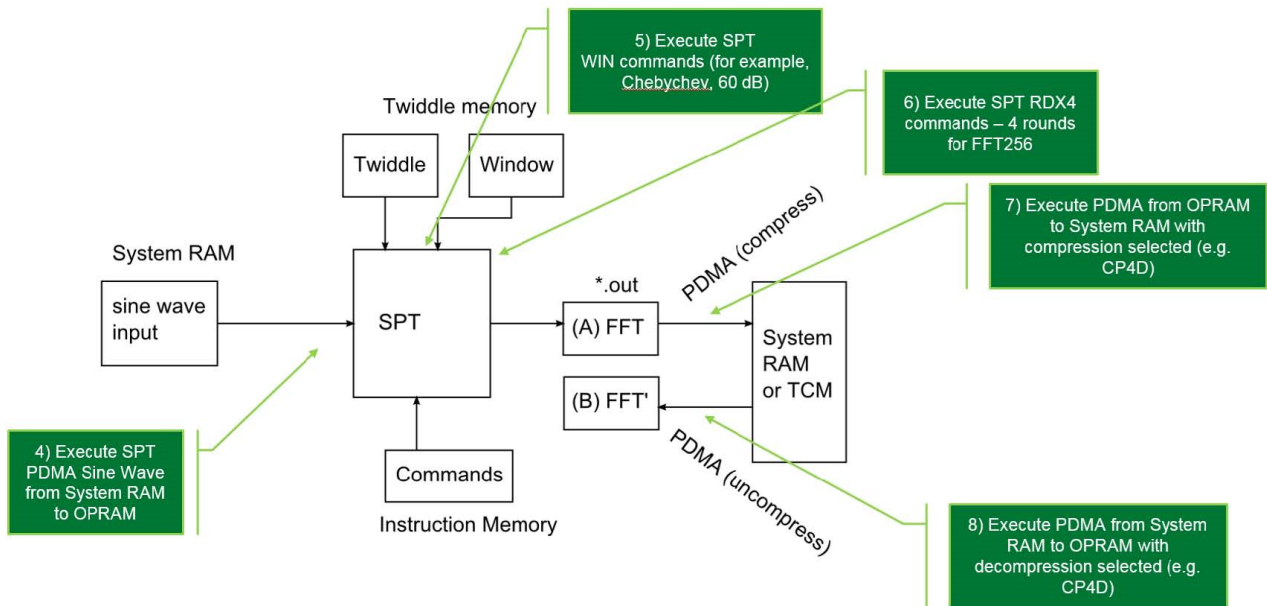 5) Execute SPT
WIN commands (for example,
Chebychev, 60 dB)
6) Execute SPT RDX4
commands – 4 rounds
for FFT256
Twiddle memory
Twiddle
Window
7) Execute PDMA from OPRAM
to System RAM with
compression selected (e.g.
CP4D)
System RAM
sine wave
input
SPT
*.out
PDMA (compress)
(A) FFT
(B) FFT'
System
RAM
or TCM
PDMA (uncompress)
4) Execute SPT
PDMA Sine Wave
from System RAM
to OPRAM
Commands
Instruction Memory
8) Execute PDMA from System
RAM to OPRAM with
decompression selected (e.g.
CP4D)